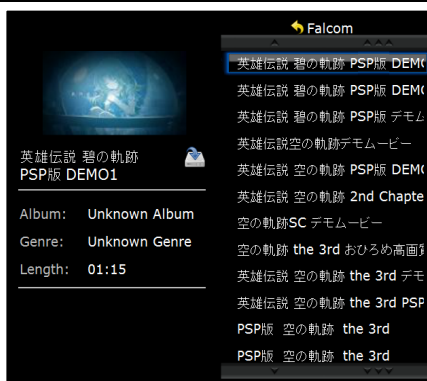 Falcom
英雄伝説 碧の軌跡
PSP版 DEMO1
Album: Unknown Album
Genre: Unknown Genre
Length: 01:15
英雄伝説 碧の軌跡 PSP版 DEM
英雄伝説 碧の軌跡 PSP版 DEM
英雄伝説 碧の軌跡 PSP版 デモム
英雄伝説空の軌跡デモムービー
英雄伝説 空の軌跡 PSP版 DEM
英雄伝説 空の軌跡 2nd Chapte
空の軌跡SC デモムービー
空の軌跡 the 3rd おひろめ高画質
英雄伝説 空の軌跡 the 3rd デモ
英雄伝説 空の軌跡 the 3rd PSP
PSP版 空の軌跡 the 3rd
PSP版 空の軌跡 the 3rd